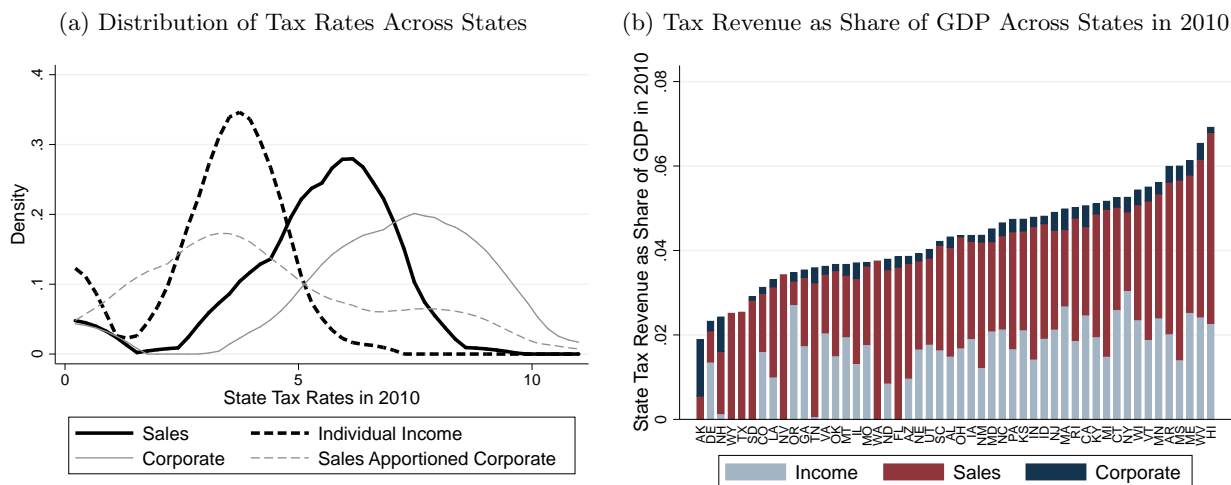 (a) Distribution of Tax Rates Across States
.4
.3
.2
.1
0
Density
0 5 10
State Tax Rates in 2010
Sales Individual Income
Corporate Sales Apportioned Corporate
(b) Tax Revenue as Share of GDP Across States in 2010
.08
.06
.04
.02
0
State Tax Revenue as Share of GDP in 2010
AK DE NH WY TX SD CO LA NV OR GA TN VA OK MT IL MO WA ND FL AZ NE UT SC AL OH IA NM MD NC PA KS IN ID NJ MA RI CA KY MI CT NY WI VT MN AR MS ME WV HI
Income Sales Corporate